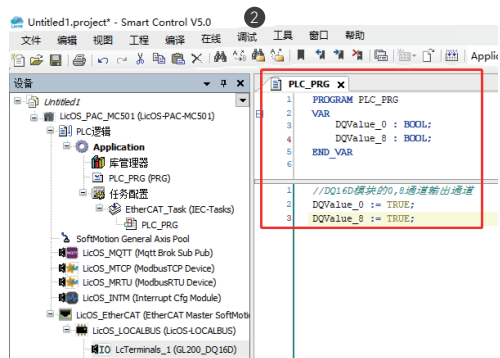 Untitled1.project* - Smart Control V5.0
2
文件 编辑 视图 工程 编译 在线 调试 工具 窗口 帮助
设备
Untitled1
LicOS_PAC_MC501 (LicOS-PAC-MC501)
PLC逻辑
Application
库管理器
PLC_PRG (PRG)
任务配置
EtherCAT_Task (IEC-Tasks)
PLC_PRG
SoftMotion General Axis Pool
LicOS_MQTT (Mqtt Brok Sub Pub)
LicOS_MTCP (ModbusTCP Device)
LicOS_MRTU (ModbusRTU Device)
LicOS_INTM (Interrupt Cfg Module)
LicOS_EtherCAT (EtherCAT Master SoftMoti
LicOS_LOCALBUS (LicOS-LOCALBUS)
IO LcTerminals_1 (GL200_DQ16D)
Applic
PLC_PRG X
1 PROGRAM PLC_PRG
2 VAR
3 DQValue_0 : BOOL;
4 DQValue_8 : BOOL;
5 END_VAR
6
1 //DQ16D模块的0,8通道输出通道
2 DQValue_0 := TRUE;
3 DQValue_8 := TRUE;